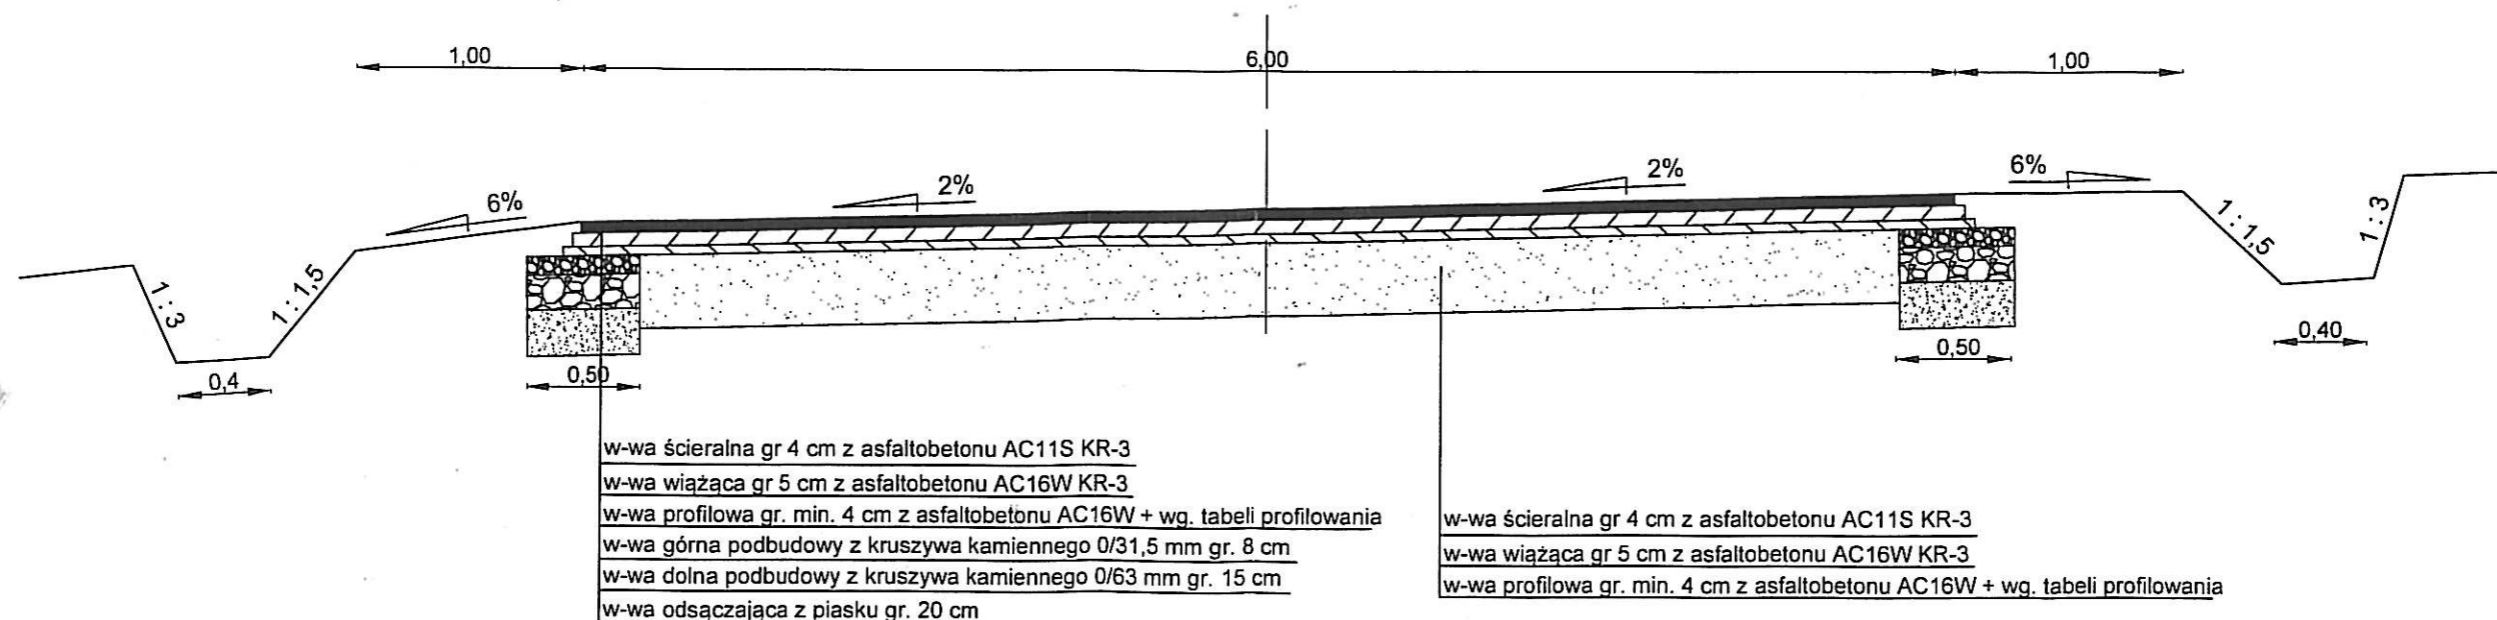 1,00 6,00 1,00
6% 2% 2% 6%
1:3 1:1,5 1:1,5 1:3
0,4 0,50 0,50 0,40
w-wa ścieralna gr 4 cm z asfaltobetonu AC11S KR-3
w-wa wiążąca gr 5 cm z asfaltobetonu AC16W KR-3
w-wa profilowa gr. min. 4 cm z asfaltobetonu AC16W + wg. tabeli profilowania
w-wa górna podbudowy z kruszywa kamiennego 0/31,5 mm gr. 8 cm
w-wa dolna podbudowy z kruszywa kamiennego 0/63 mm gr. 15 cm
w-wa odsączająca z piasku gr. 20 cm
w-wa ścieralna gr 4 cm z asfaltobetonu AC11S KR-3
w-wa wiążąca gr 5 cm z asfaltobetonu AC16W KR-3
w-wa profilowa gr. min. 4 cm z asfaltobetonu AC16W + wg. tabeli profilowania